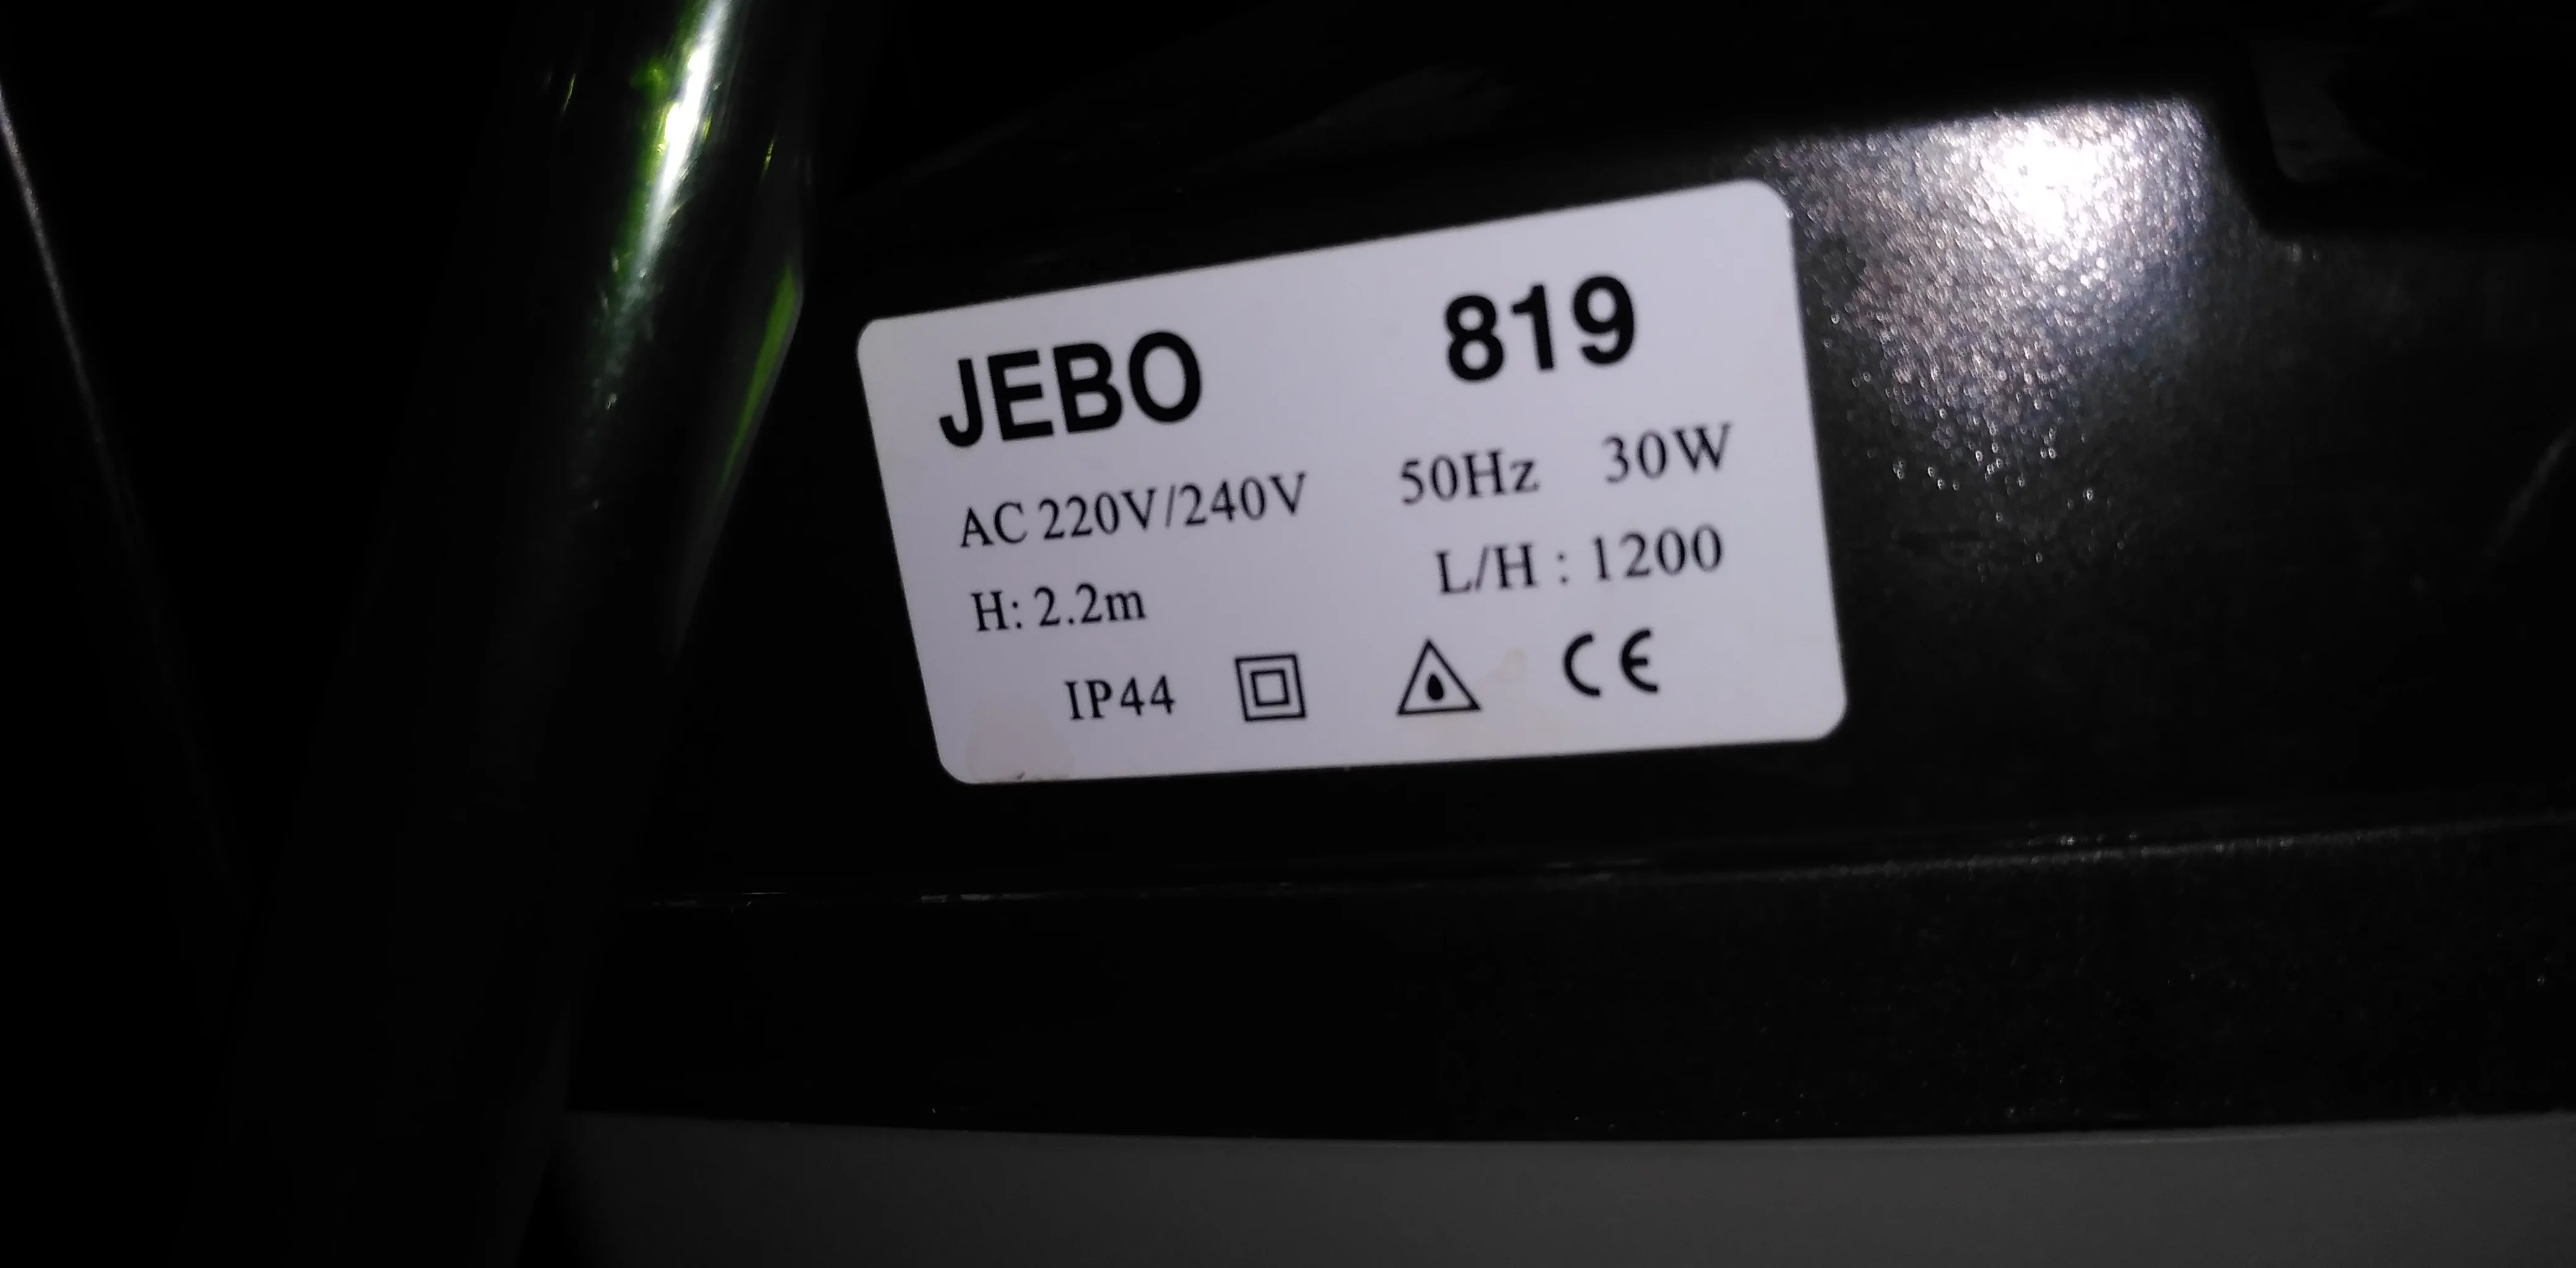 JEBO 819
AC 220V/240V 50Hz 30W
H: 2.2m L/H : 1200
IP44 CE